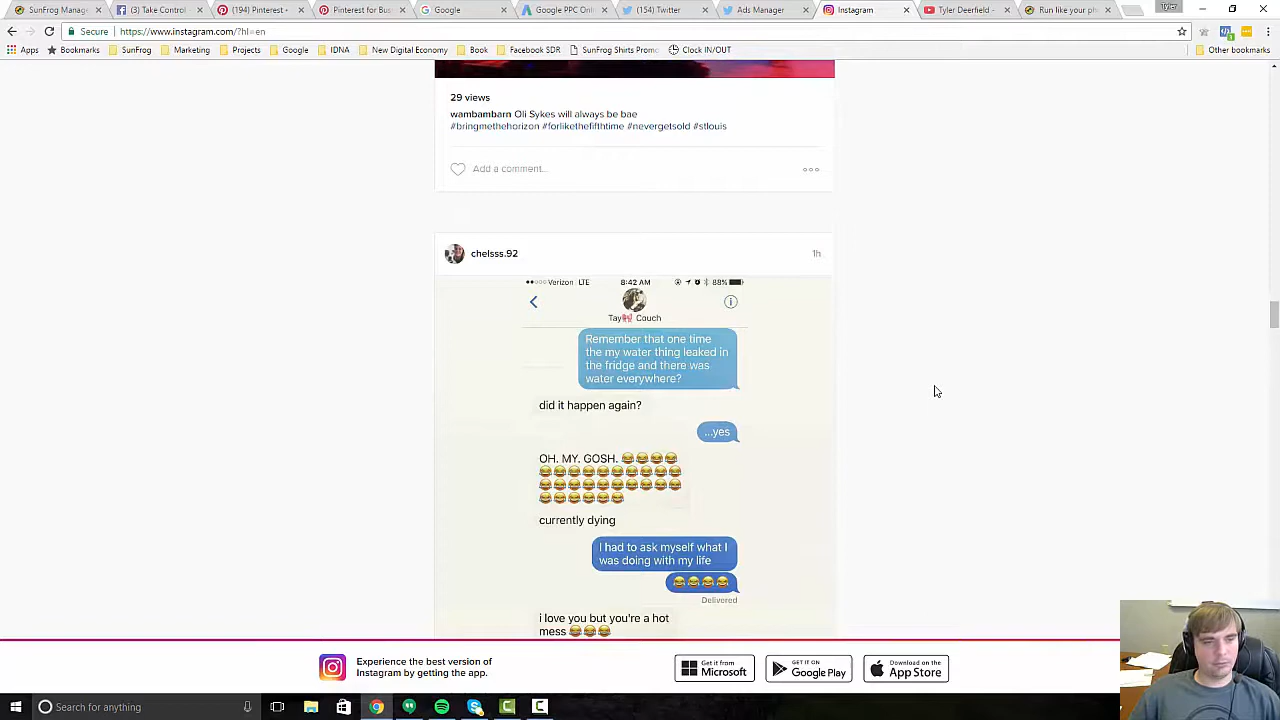 SunFrog Manag
(3) Take Control
(194) Pinterest •
Pinterest for Bus
Google
Google PPC Onl
(154) Twitter
Ads Manager
Instagram
Tyler Deerfield -
Run like your ph
Tyler
Secure
https://www.instagram.com/?hl=en
Apps
Bookmarks
SunFrog
Marketing
Projects
Google
IDNA
New Digital Economy
Book
Facebook SDR
SunFrog Shirts Promo
Clock IN/OUT
Other bookmarks
29 views
wambambarn Oli Sykes will always be bae
#bringmethehorizon #forlikethefifthtime #nevergetsold #stlouis
Add a comment...
chelsss.92
1h
Verizon LTE
8:42 AM
88%
Tay🎀 Couch
Remember that one time
the my water thing leaked in
the fridge and there was
water everywhere?
did it happen again?
...yes
OH. MY. GOSH. 😂😂😂😂
😂😂😂😂😂😂😂😂😂😂
😂😂😂😂😂😂😂😂😂😂
😂😂😂😂😂😂
currently dying
I had to ask myself what I
was doing with my life
😂😂😂😂
Delivered
i love you but you're a hot
mess 😂😂😂
Experience the best version of
Instagram by getting the app.
Get it from
Microsoft
GET IT ON
Google Play
Download on the
App Store
Search for anything